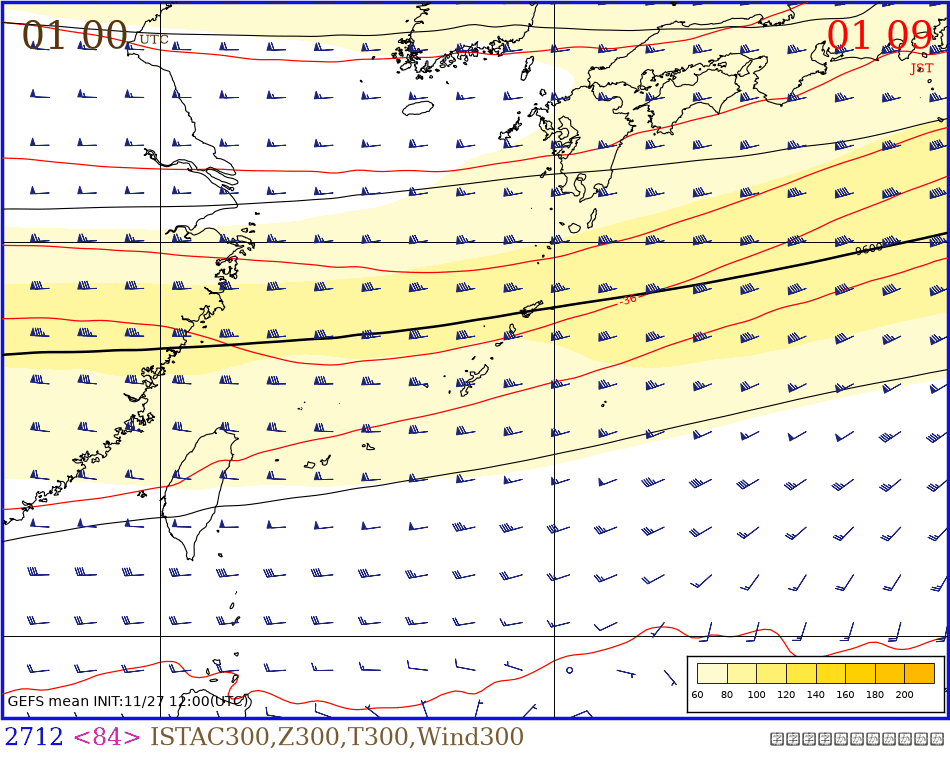 01 00 UTC
01 09
JST
9600
-36
60 80 100 120 140 160 180 200
GEFS mean INIT:11/27 12:00(UTC)
2712 <84> ISTAC300,Z300,T300,Wind300